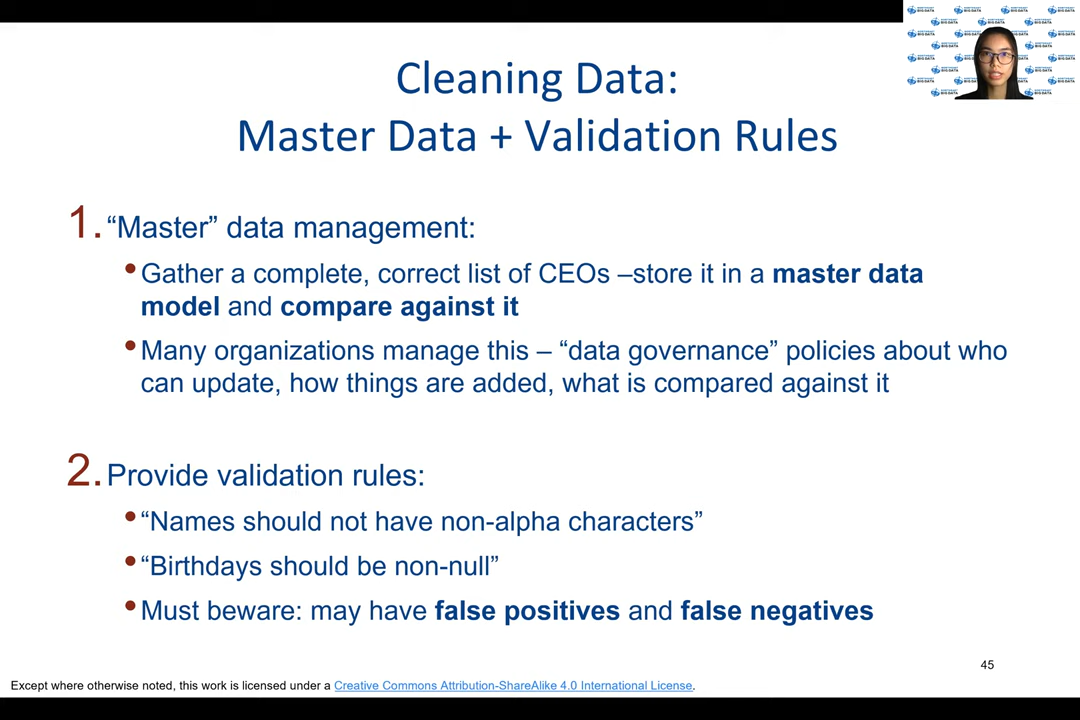 Cleaning Data:
Master Data + Validation Rules
1. “Master” data management:
•Gather a complete, correct list of CEOs –store it in a master data
model and compare against it
•Many organizations manage this – “data governance” policies about who
can update, how things are added, what is compared against it
2. Provide validation rules:
•“Names should not have non-alpha characters”
•“Birthdays should be non-null”
•Must beware: may have false positives and false negatives
45
Except where otherwise noted, this work is licensed under a Creative Commons Attribution-ShareAlike 4.0 International License.
NORTHEAST
BIG DATA